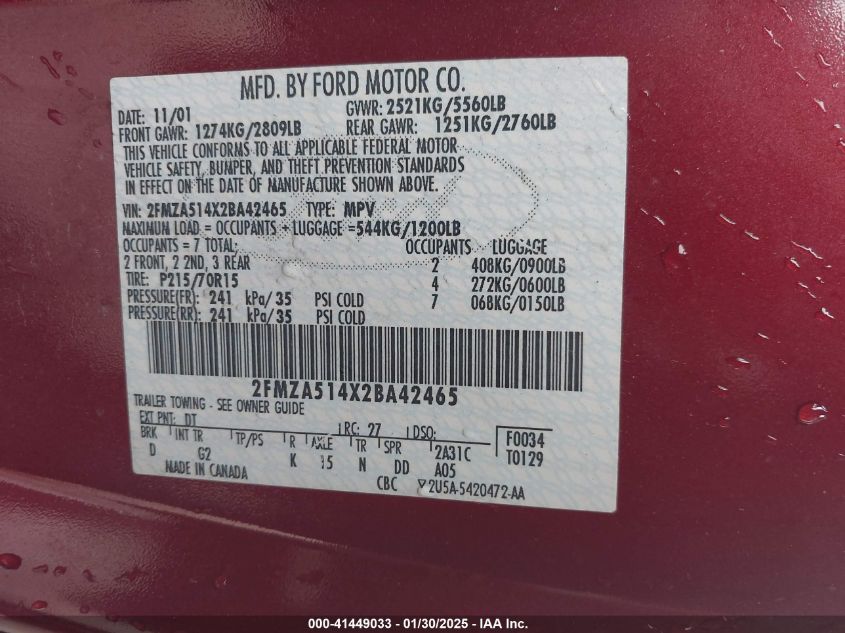 MFD. BY FORD MOTOR CO.
DATE: 11/01 GVWR: 2521KG/5560LB
FRONT GAWR: 1274KG/2809LB REAR GAWR: 1251KG/2760LB
THIS VEHICLE CONFORMS TO ALL APPLICABLE FEDERAL MOTOR
VEHICLE SAFETY, BUMPER, AND THEFT PREVENTION STANDARDS
IN EFFECT ON THE DATE OF MANUFACTURE SHOWN ABOVE.
VIN: 2FMZA514X2BA42465 TYPE: MPV
MAXIMUM LOAD = OCCUPANTS + LUGGAGE =544KG/1200LB
OCCUPANTS = 7 TOTAL: OCCUPANTS LUGGAGE
2 FRONT, 2 2ND, 3 REAR 2 408KG/0900LB
TIRE: P215/70R15 4 272KG/0600LB
PRESSURE(FR): 241 kPa/35 PSI COLD 7 068KG/0150LB
PRESSURE(RR): 241 kPa/35 PSI COLD
2FMZA514X2BA42465
TRAILER TOWING - SEE OWNER GUIDE
EXT PNT: DT RC: 27 DSO: F0034
BRK INT TR TP/PS R AXLE TR SPR 2A31C T0129
D G2 K 15 N DD A05
MADE IN CANADA CBC 2U5A-5420472-AA
000-41449033 — 01/30/2025 — IAA Inc.